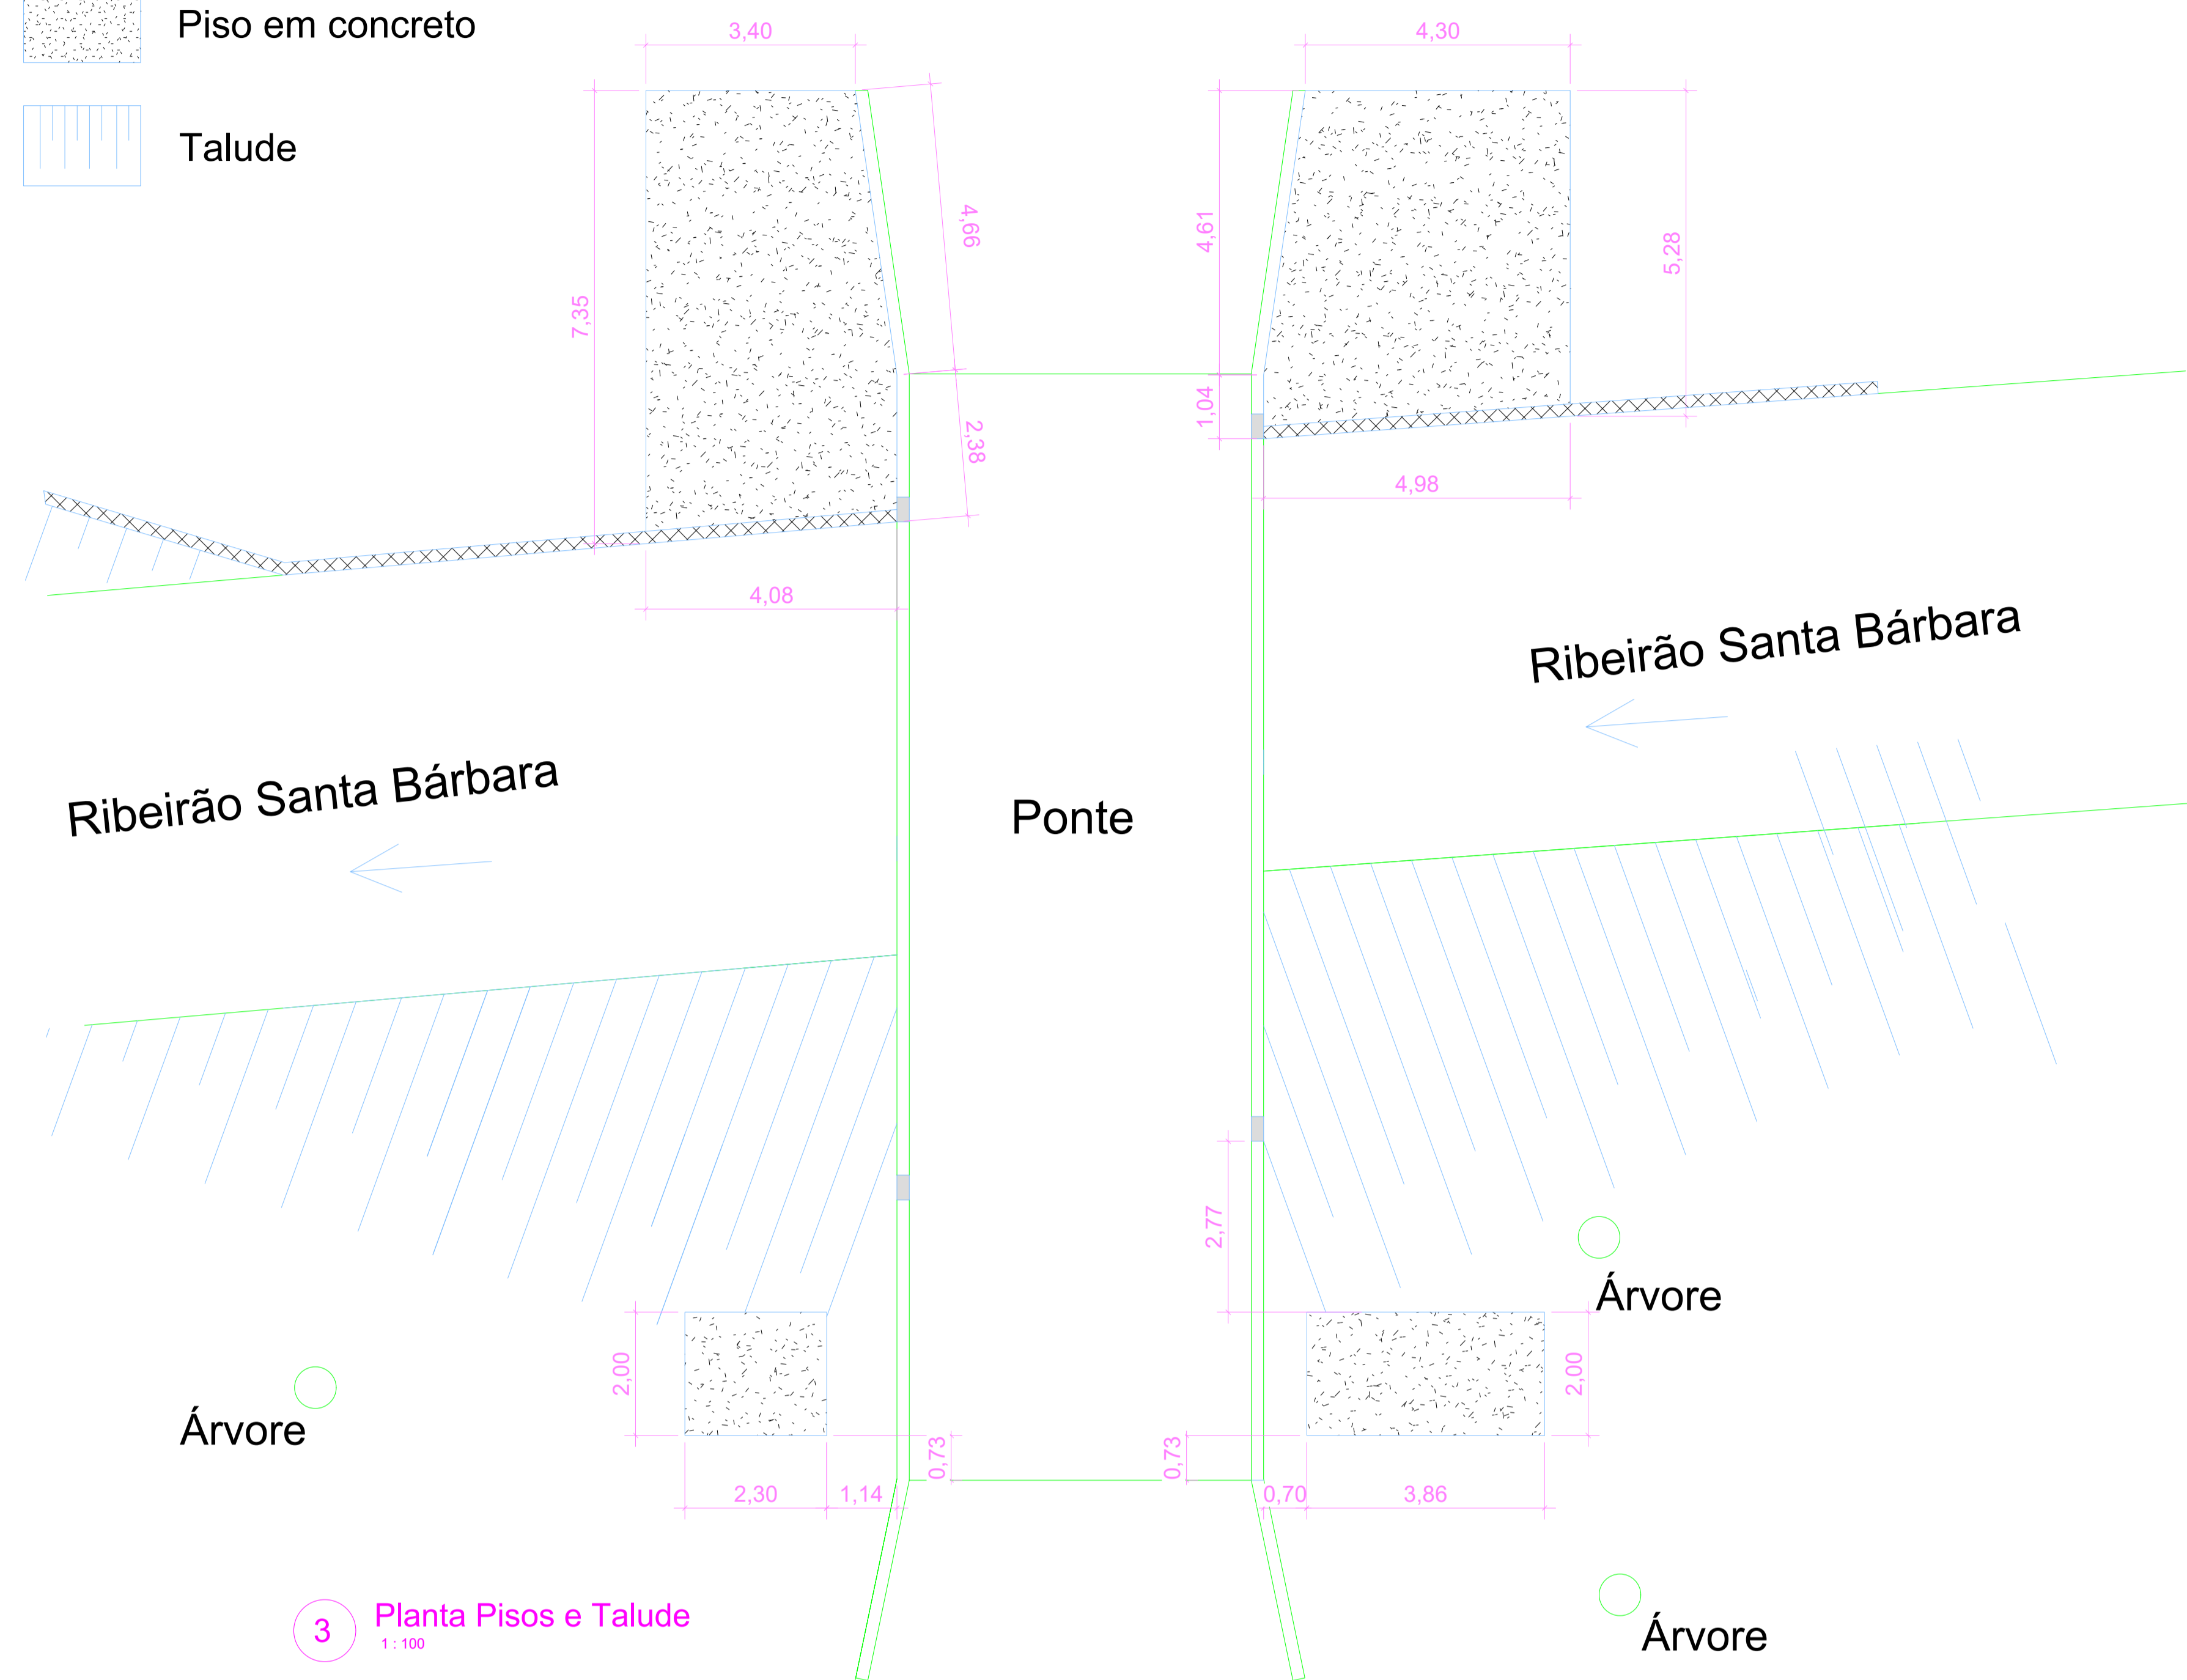 Piso em concreto
3,40
4,30
Talude
4,66
4,61
5,28
7,35
1,04
2,38
4,98
4,08
Ribeirão Santa Bárbara
Ribeirão Santa Bárbara
Ponte
2,77
Árvore
2,00
2,00
Árvore
0,73
0,73
2,30
1,14
0,70
3,86
3
Planta Pisos e Talude
1 : 100
Árvore